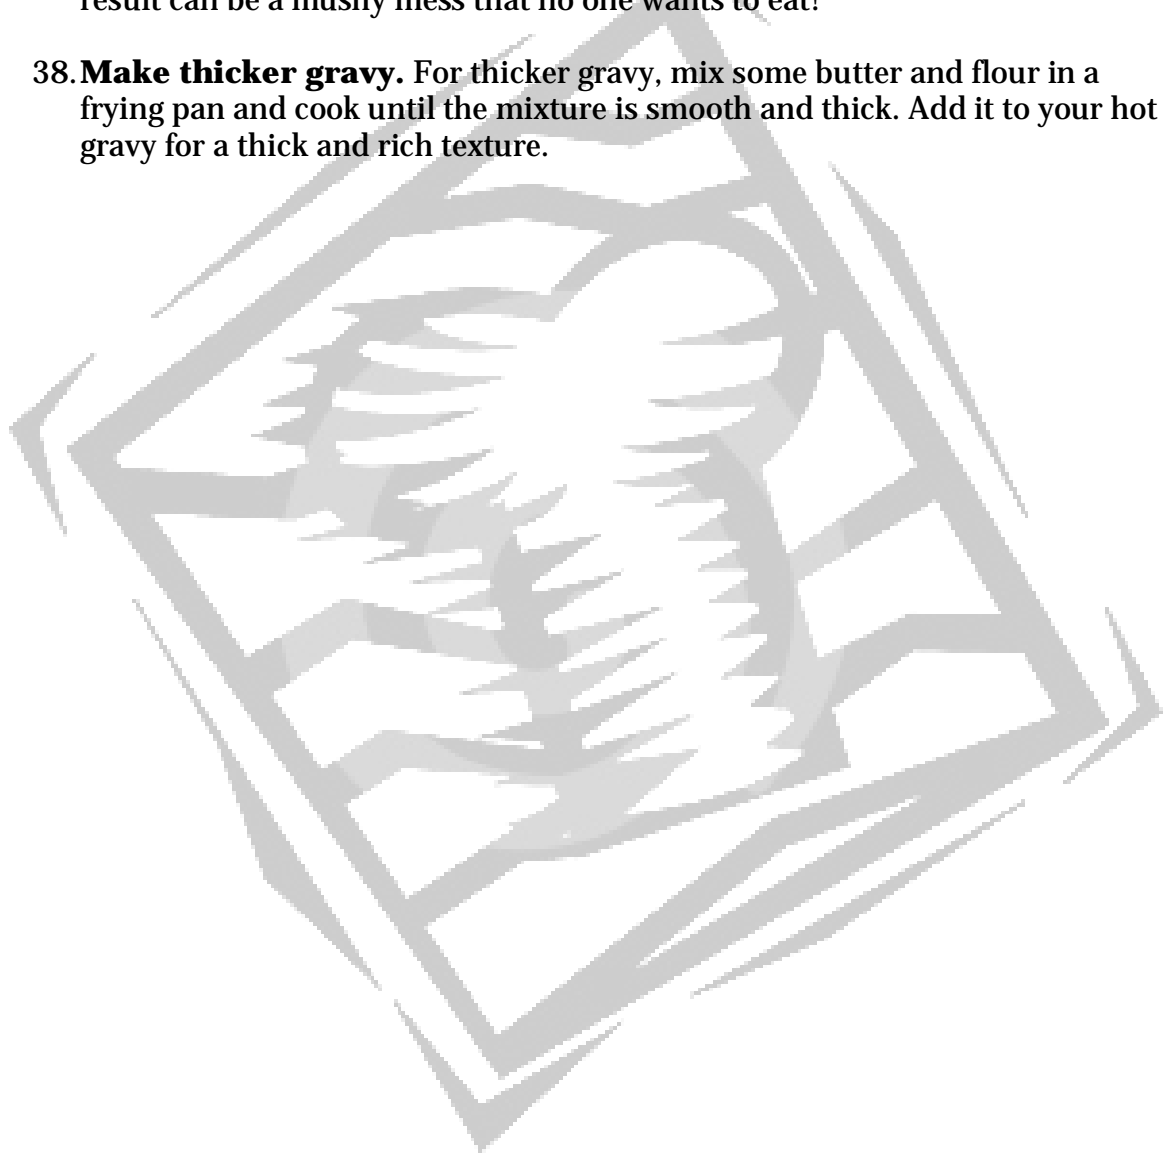 result can be a mushy mess that no one wants to eat!
38. Make thicker gravy. For thicker gravy, mix some butter and flour in a
frying pan and cook until the mixture is smooth and thick. Add it to your hot
gravy for a thick and rich texture.